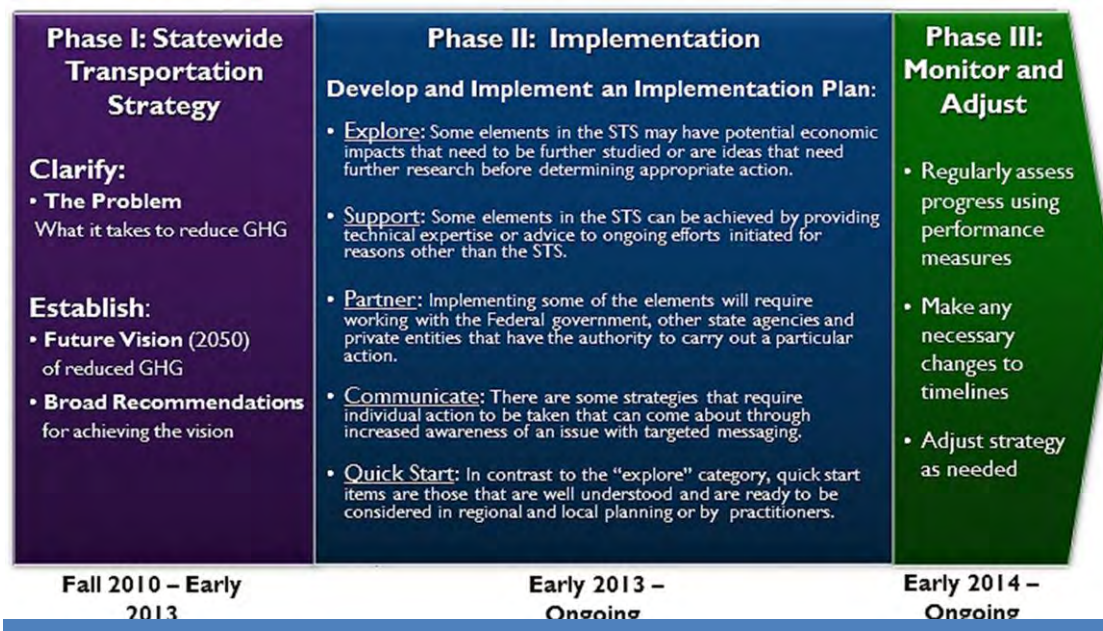 Phase I: Statewide
Transportation
Strategy
Clarify:
• The Problem
What it takes to reduce GHG
Establish:
• Future Vision (2050)
of reduced GHG
• Broad Recommendations
for achieving the vision
Fall 2010 – Early
2013
Phase II: Implementation
Develop and Implement an Implementation Plan:
• Explore: Some elements in the STS may have potential economic
impacts that need to be further studied or are ideas that need
further research before determining appropriate action.
• Support: Some elements in the STS can be achieved by providing
technical expertise or advice to ongoing efforts initiated for
reasons other than the STS.
• Partner: Implementing some of the elements will require
working with the Federal government, other state agencies and
private entities that have the authority to carry out a particular
action.
• Communicate: There are some strategies that require
individual action to be taken that can come about through
increased awareness of an issue with targeted messaging.
• Quick Start: In contrast to the “explore” category, quick start
items are those that are well understood and are ready to be
considered in regional and local planning or by practitioners.
Early 2013 –
Ongoing
Phase III:
Monitor and
Adjust
• Regularly assess
progress using
performance
measures
• Make any
necessary
changes to
timelines
• Adjust strategy
as needed
Early 2014 –
Ongoing